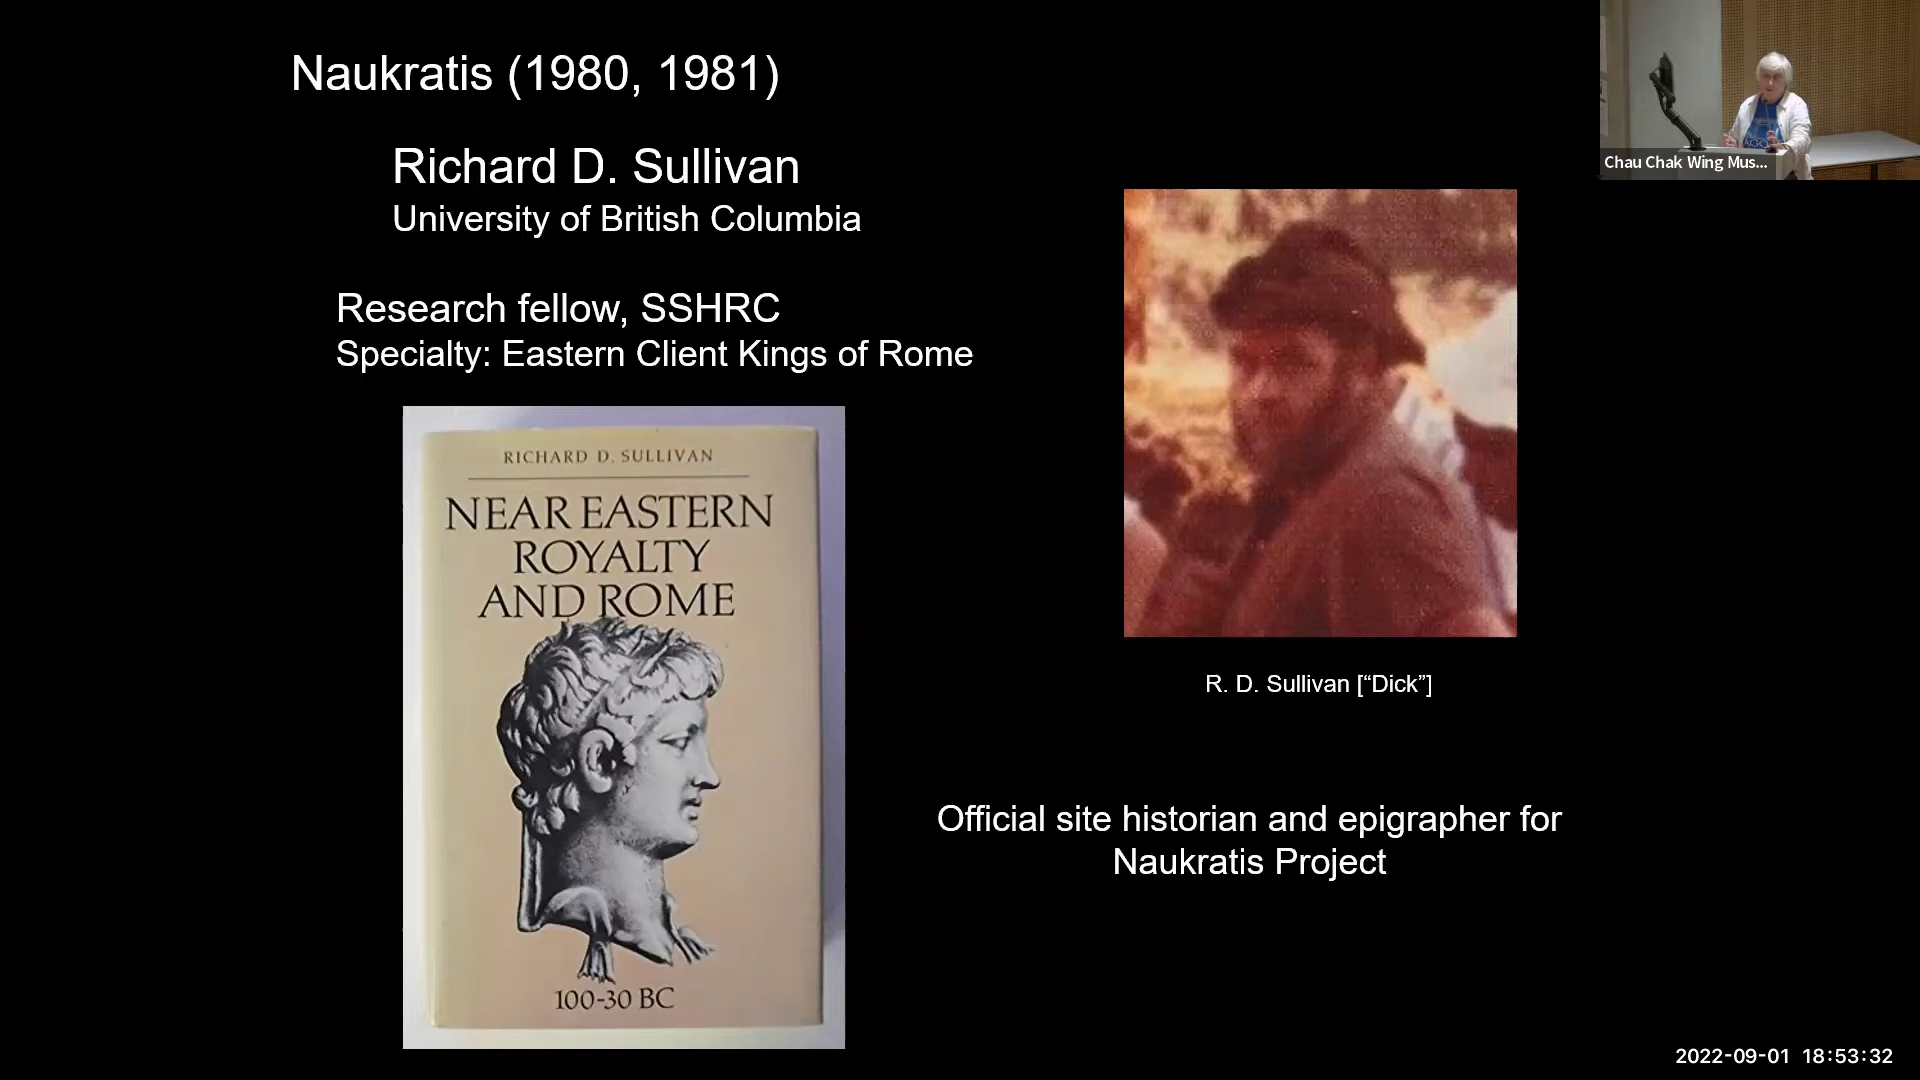 Naukratis (1980, 1981)
Richard D. Sullivan
University of British Columbia
Research fellow, SSHRC
Specialty: Eastern Client Kings of Rome
RICHARD D. SULLIVAN
NEAR EASTERN
ROYALTY
AND ROME
100-30 BC
R. D. Sullivan [“Dick”]
Official site historian and epigrapher for
Naukratis Project
Chau Chak Wing Mus...
2022-09-01 18:53:32